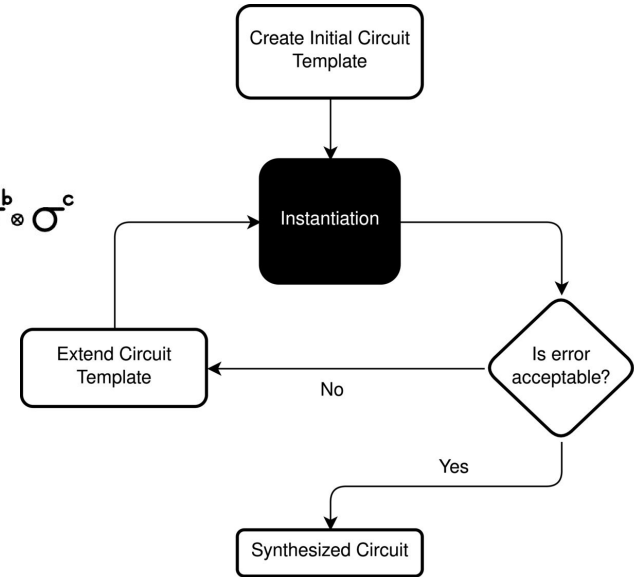 Create Initial Circuit
Template
b
⊗ σ c
Instantiation
Extend Circuit
Template
Is error
acceptable?
No
Yes
Synthesized Circuit